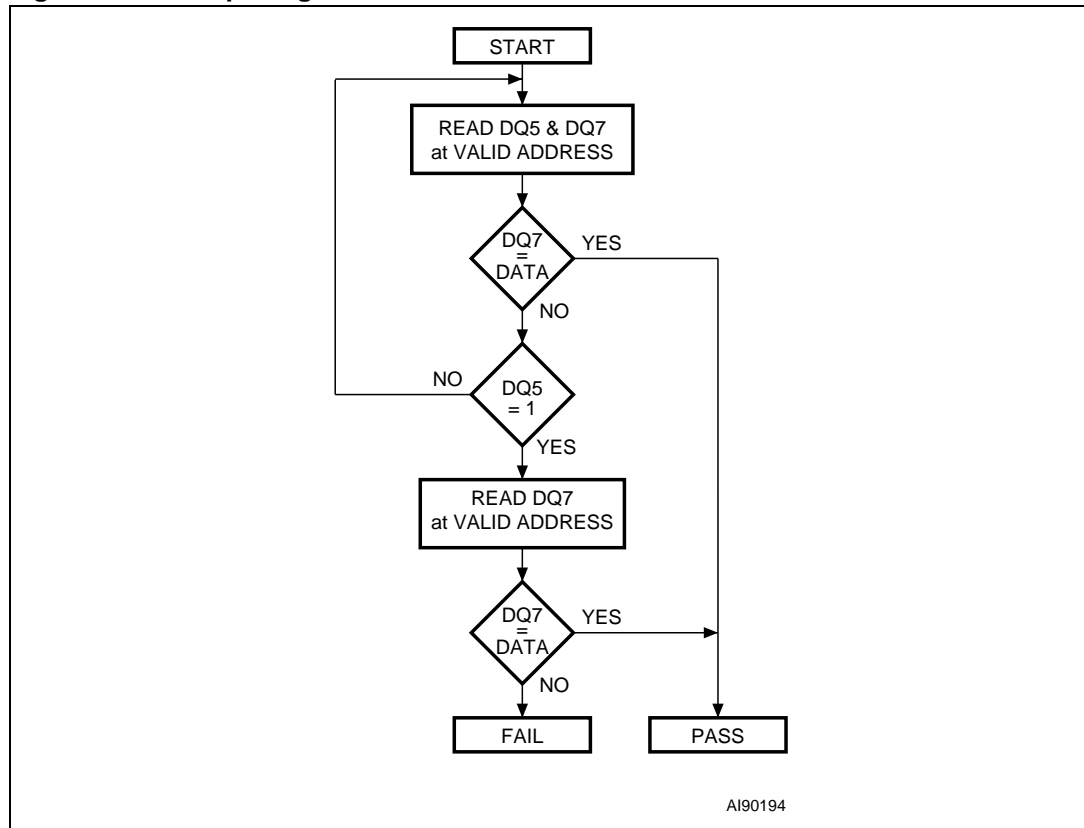 START
READ DQ5 & DQ7
at VALID ADDRESS
DQ7
=
DATA
YES
NO
NO
DQ5
= 1
YES
READ DQ7
at VALID ADDRESS
DQ7
=
DATA
YES
NO
FAIL
PASS
AI90194